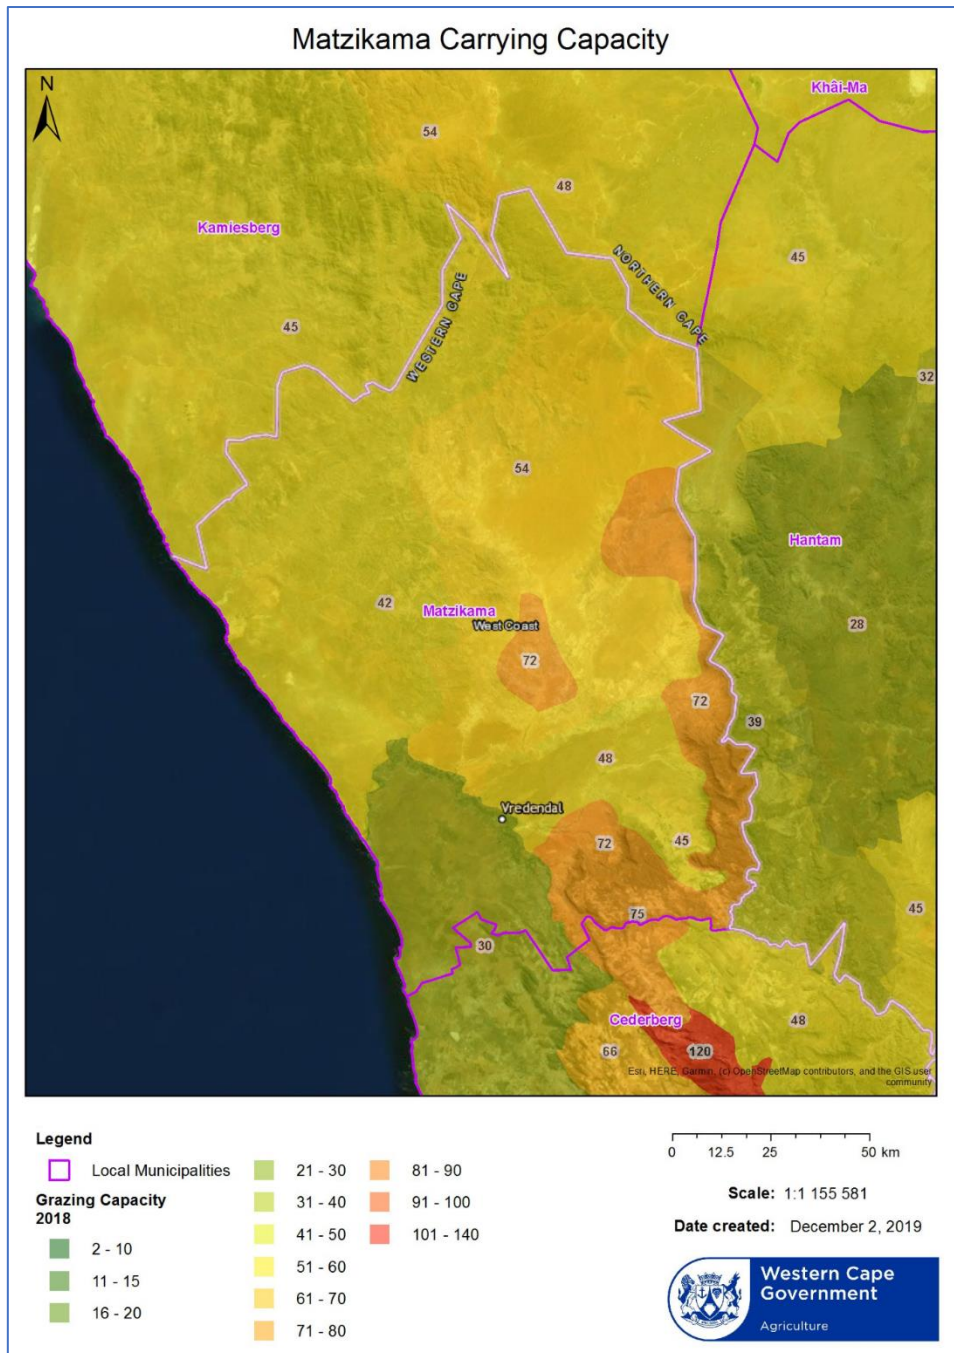 Matzikama Carrying Capacity
N
Khâi-Ma
54
48
Kamiesberg
45
NORTHERN CAPE
WESTERN CAPE
45
32
54
Hantam
42
Matzikama
West Coast
28
72
72
39
48
Vredendal
72
45
75
45
30
Cederberg
48
66
120
Esri, HERE, Garmin, (c) OpenStreetMap contributors, and the GIS user
community
Legend
Local Municipalities
Grazing Capacity
2018
2 - 10
11 - 15
16 - 20
21 - 30
31 - 40
41 - 50
51 - 60
61 - 70
71 - 80
81 - 90
91 - 100
101 - 140
0 12.5 25 50 km
Scale: 1:1 155 581
Date created: December 2, 2019
Western Cape
Government
Agriculture